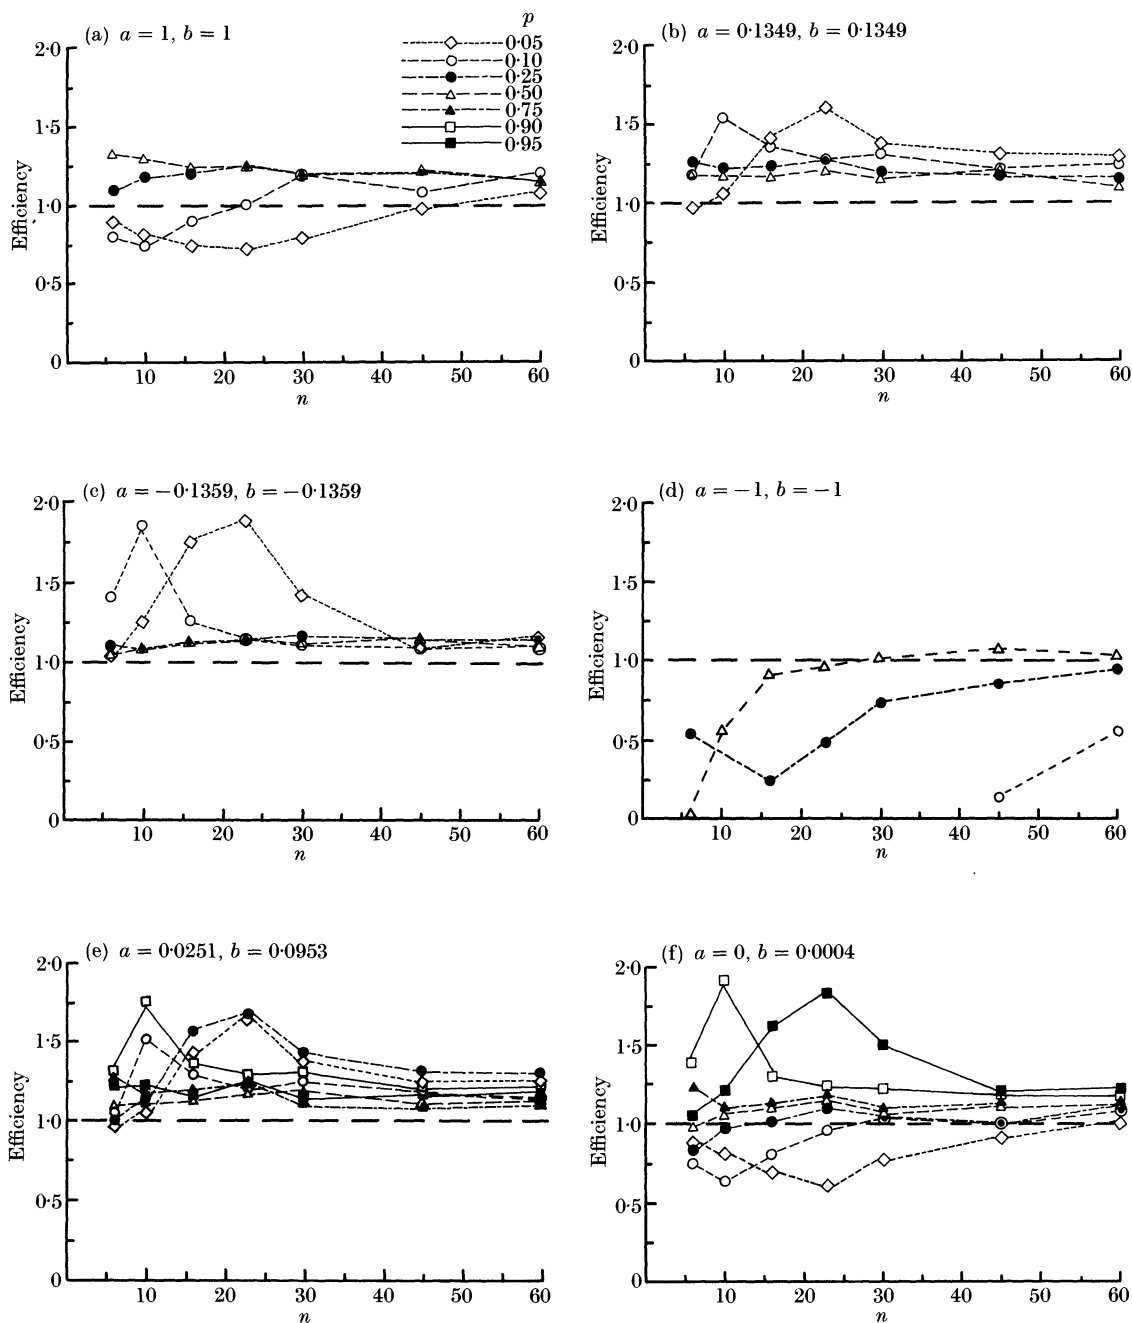 (a) a = 1, b = 1
p
0·05
0·10
0·25
0·50
0·75
0·90
0·95
2·0
1·5
1·0
0·5
0
Efficiency
10 20 30 40 50 60
n
(b) a = 0·1349, b = 0·1349
2·0
1·5
1·0
0·5
0
Efficiency
10 20 30 40 50 60
n
(c) a = −0·1359, b = −0·1359
2·0
1·5
1·0
0·5
0
Efficiency
10 20 30 40 50 60
n
(d) a = −1, b = −1
2·0
1·5
1·0
0·5
0
Efficiency
10 20 30 40 50 60
n
(e) a = 0·0251, b = 0·0953
2·0
1·5
1·0
0·5
0
Efficiency
10 20 30 40 50 60
n
(f) a = 0, b = 0·0004
2·0
1·5
1·0
0·5
0
Efficiency
10 20 30 40 50 60
n